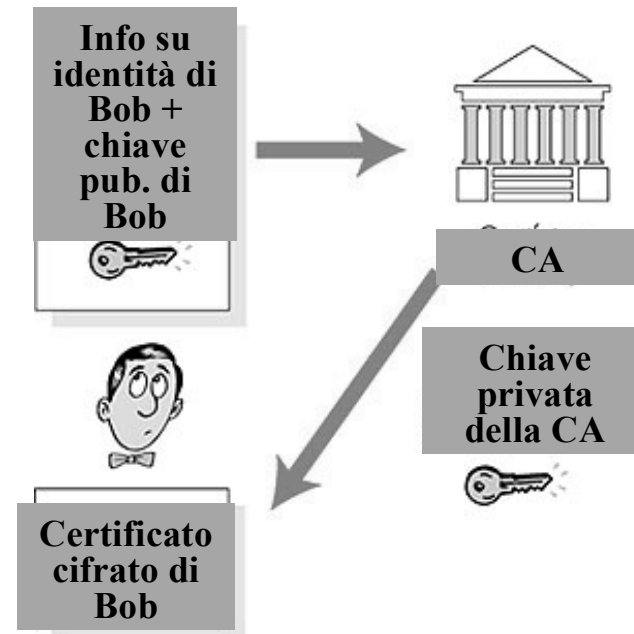 Info su
identità di
Bob +
chiave
pub. di
Bob
CA
Chiave
privata
della CA
Certificato
cifrato di
Bob